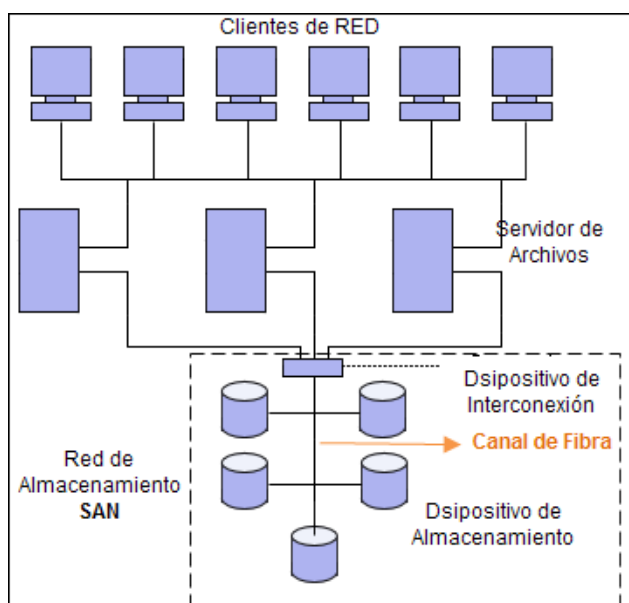 Clientes de RED
Servidor de
Archivos
Dsipositivo de
Interconexión
Canal de Fibra
Red de
Almacenamiento
SAN
Dsipositivo de
Almacenamiento